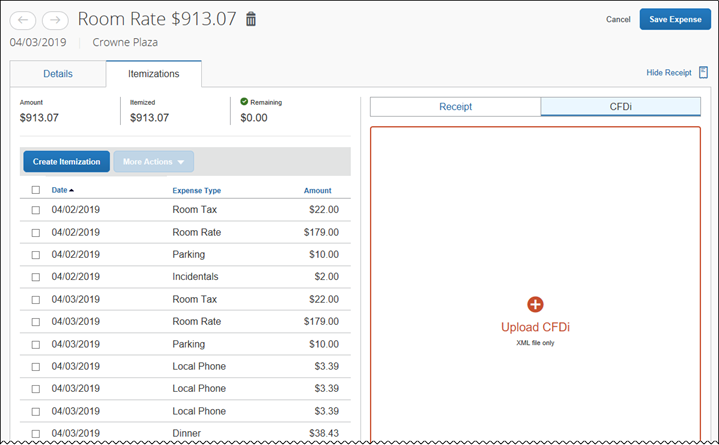 Room Rate $913.07
Cancel
Save Expense
04/03/2019 Crowne Plaza
Details
Itemizations
Hide Receipt
Amount Itemized Remaining
$913.07 $913.07 $0.00
Receipt CFDi
Create Itemization More Actions
Date Expense Type Amount
04/02/2019 Room Tax $22.00
04/02/2019 Room Rate $179.00
04/02/2019 Parking $10.00
04/02/2019 Incidentals $2.00
04/03/2019 Room Tax $22.00
04/03/2019 Room Rate $179.00
04/03/2019 Parking $10.00
04/03/2019 Local Phone $3.39
04/03/2019 Local Phone $3.39
04/03/2019 Local Phone $3.39
04/03/2019 Dinner $38.43
Upload CFDi
XML file only